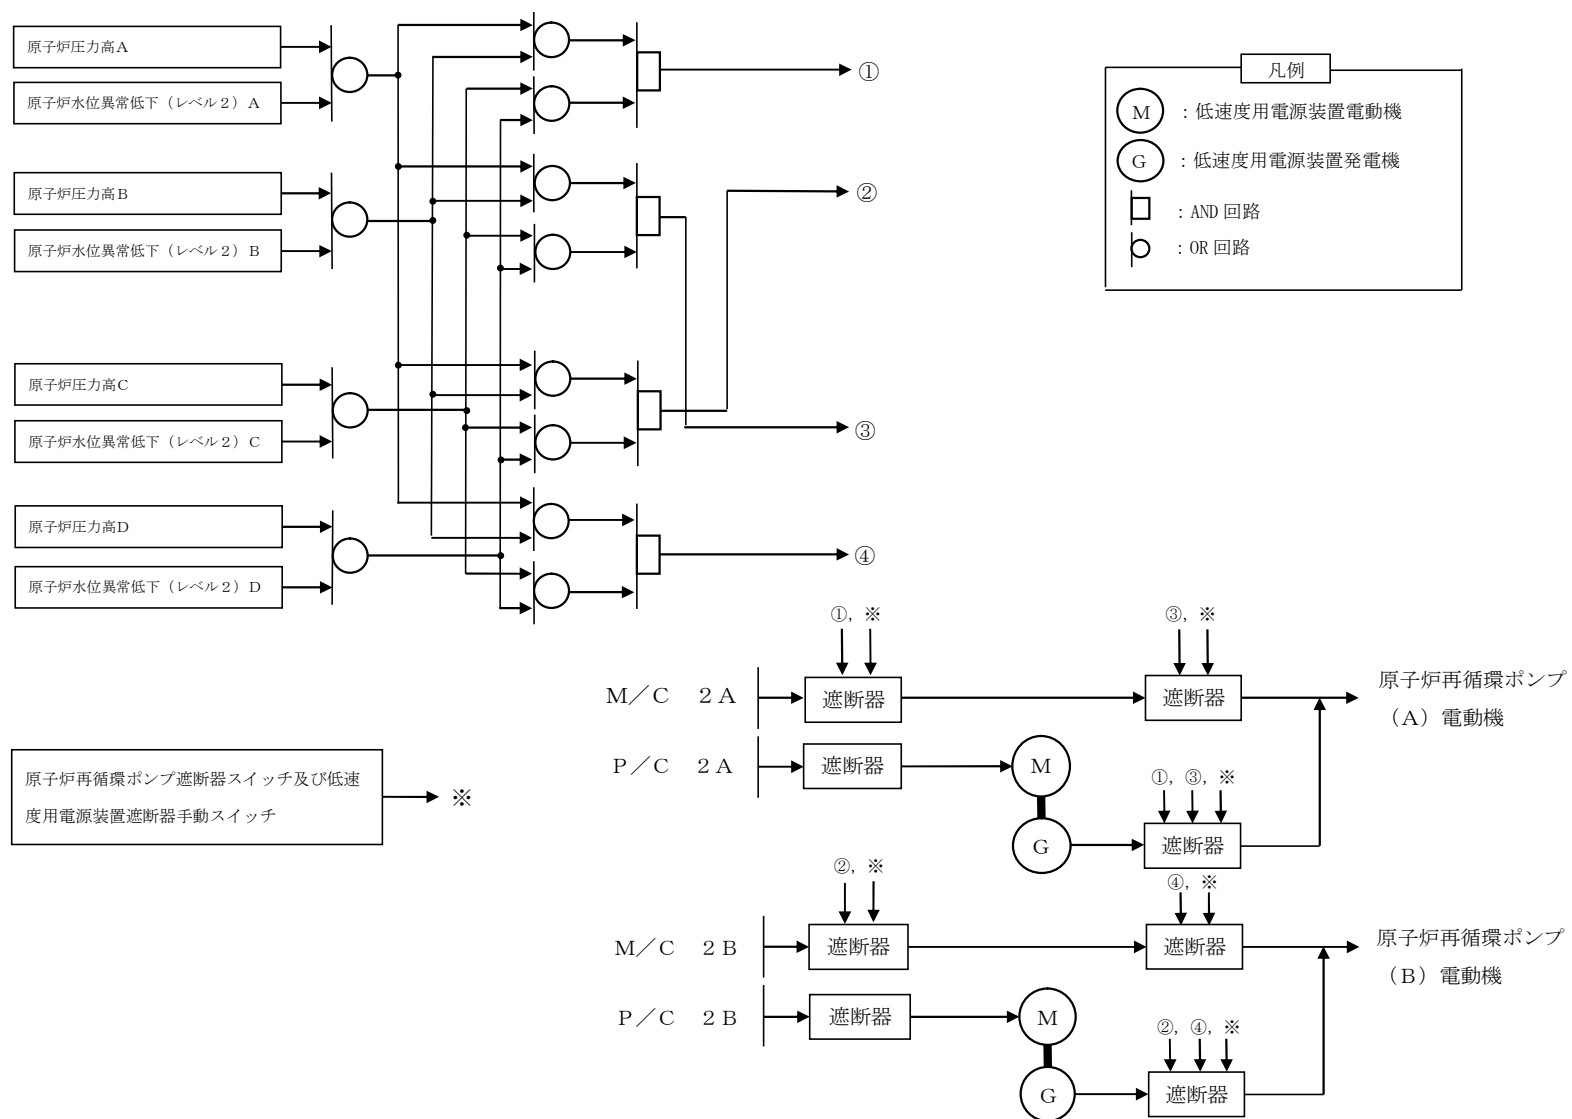 原子炉圧力高A
原子炉水位異常低下（レベル２）A
原子炉圧力高B
原子炉水位異常低下（レベル２）B
原子炉圧力高C
原子炉水位異常低下（レベル２）C
原子炉圧力高D
原子炉水位異常低下（レベル２）D
①
②
③
④
凡例
M ：低速度用電源装置電動機
G ：低速度用電源装置発電機
：AND 回路
：OR 回路
原子炉再循環ポンプ遮断器スイッチ及び低速
度用電源装置遮断器手動スイッチ
※
①, ※
③, ※
M／C　２A
遮断器
遮断器
原子炉再循環ポンプ
（A）電動機
P／C　２A
遮断器
M
①, ③, ※
G
遮断器
②, ※
④, ※
M／C　２B
遮断器
遮断器
原子炉再循環ポンプ
（B）電動機
P／C　２B
遮断器
M
②, ④, ※
G
遮断器